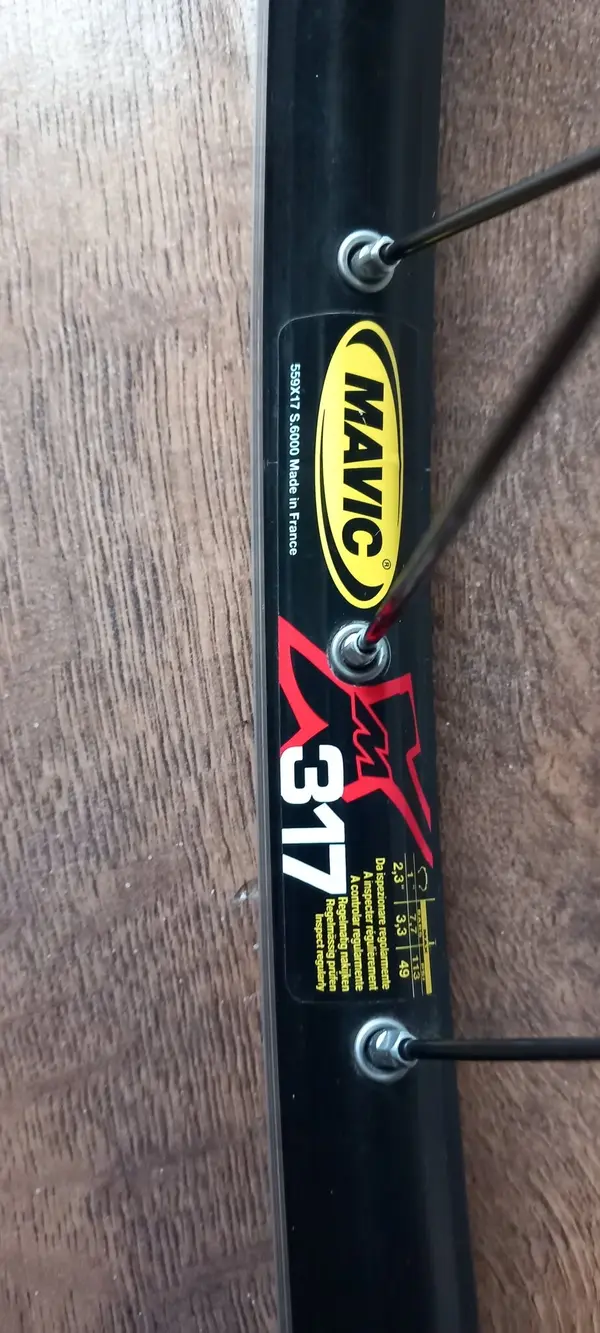 MAVIC®
559X17 S.6000 Made in France
M
317
1" 7,7 113
2,3" 3,3 49
Da ispezionare regolarmente
A inspecter régulièrement
A controlar regularmente
Regelmatig nakijken
Regelmässig prüfen
Inspect regularly